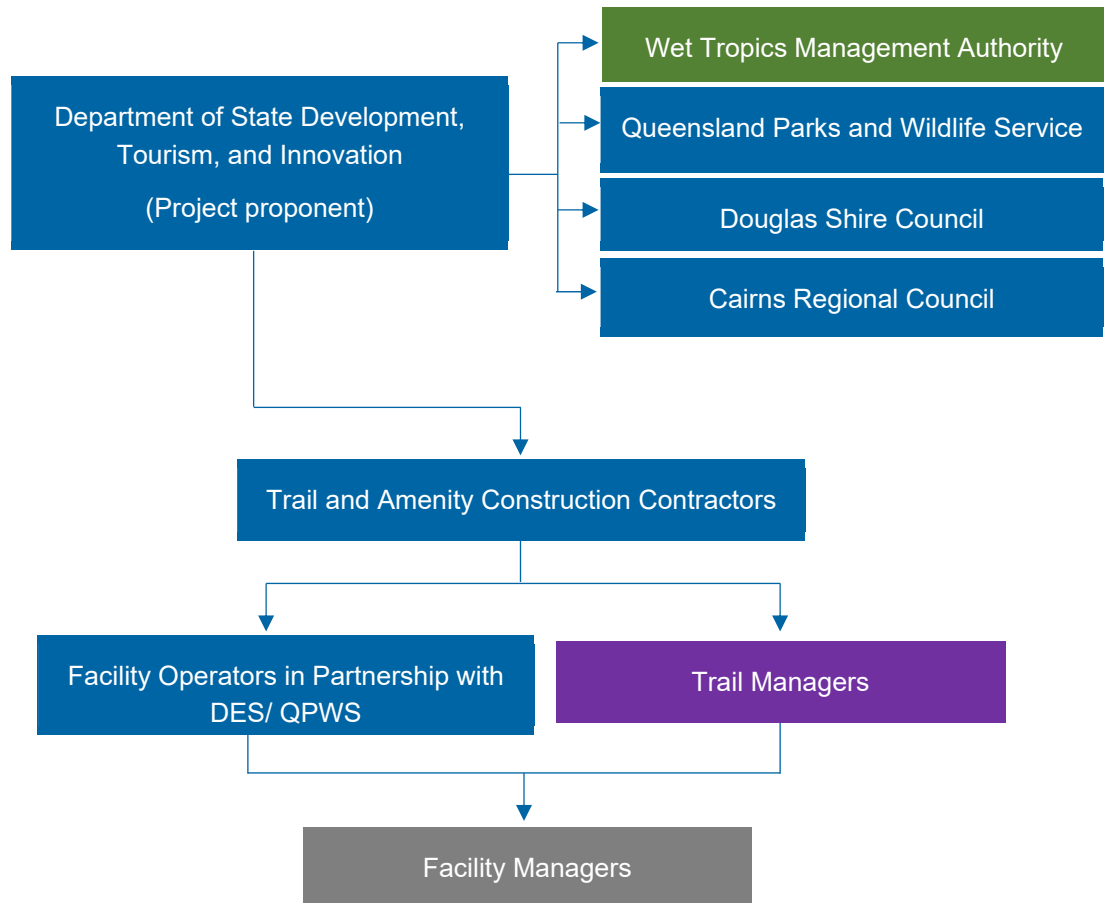 Wet Tropics Management Authority
Department of State Development,
Tourism, and Innovation
(Project proponent)
Queensland Parks and Wildlife Service
Douglas Shire Council
Cairns Regional Council
Trail and Amenity Construction Contractors
Facility Operators in Partnership with
DES/ QPWS
Trail Managers
Facility Managers